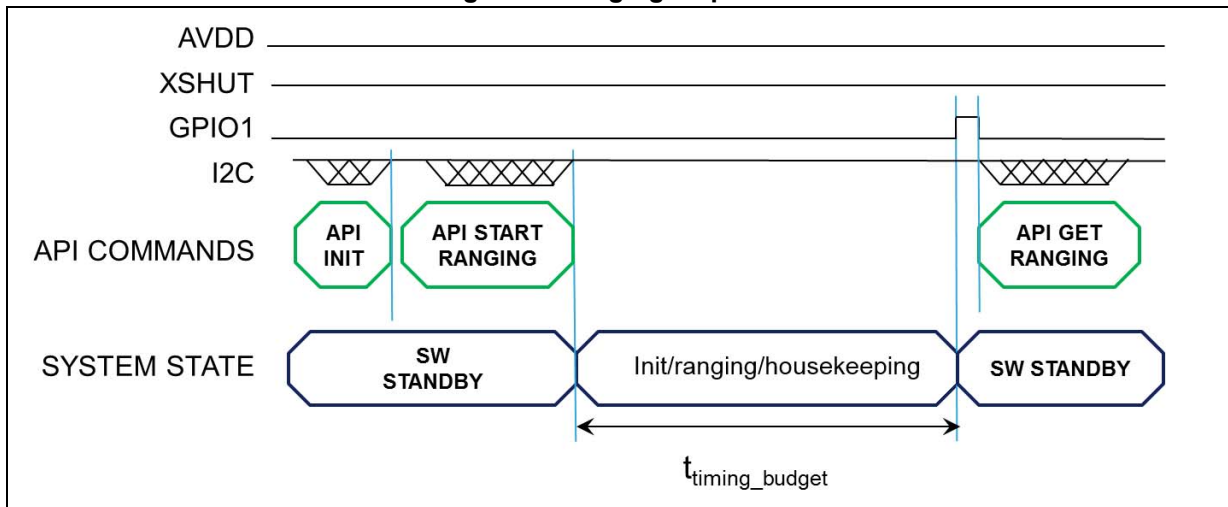 AVDD
XSHUT
GPIO1
I2C
API COMMANDS
API
INIT
API START
RANGING
API GET
RANGING
SYSTEM STATE
SW
STANDBY
Init/ranging/housekeeping
SW STANDBY
ttiming_budget